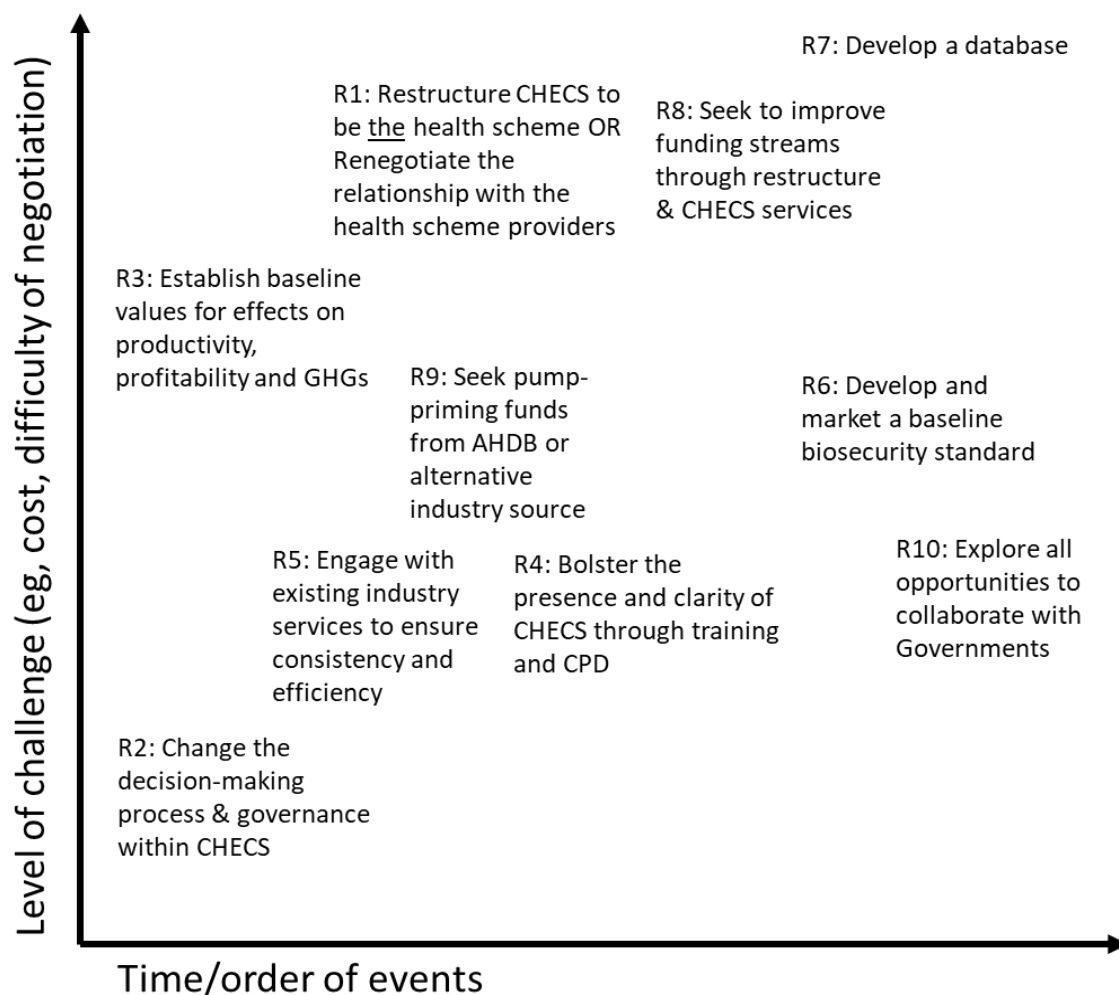 Level of challenge (eg, cost, difficulty of negotiation)
R7: Develop a database
R1: Restructure CHECS to
be the health scheme OR
Renegotiate the
relationship with the
health scheme providers
R8: Seek to improve
funding streams
through restructure
& CHECS services
R3: Establish baseline
values for effects on
productivity,
profitability and GHGs
R9: Seek pump-
priming funds
from AHDB or
alternative
industry source
R6: Develop and
market a baseline
biosecurity standard
R5: Engage with
existing industry
services to ensure
consistency and
efficiency
R4: Bolster the
presence and clarity of
CHECS through training
and CPD
R10: Explore all
opportunities to
collaborate with
Governments
R2: Change the
decision-making
process & governance
within CHECS
Time/order of events